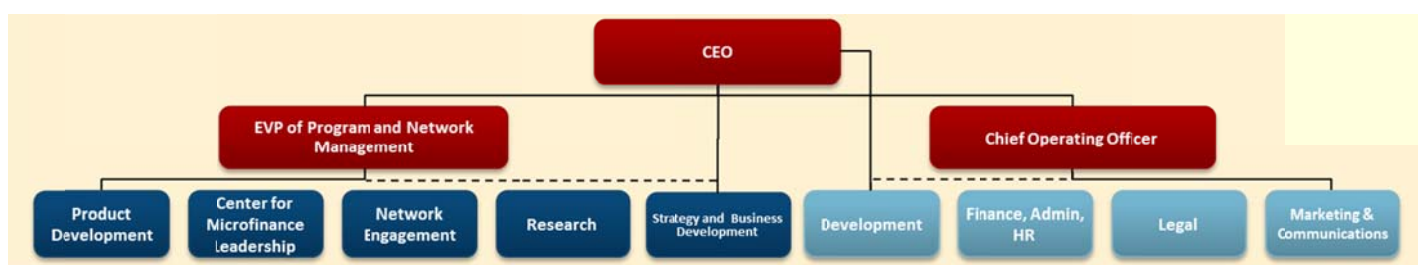 CEO
EVP of Program and Network
Management
Chief Operating Officer
Product
Development
Center for
Microfinance
Leadership
Network
Engagement
Research
Strategy and Business
Development
Development
Finance, Admin,
HR
Legal
Marketing &
Communications